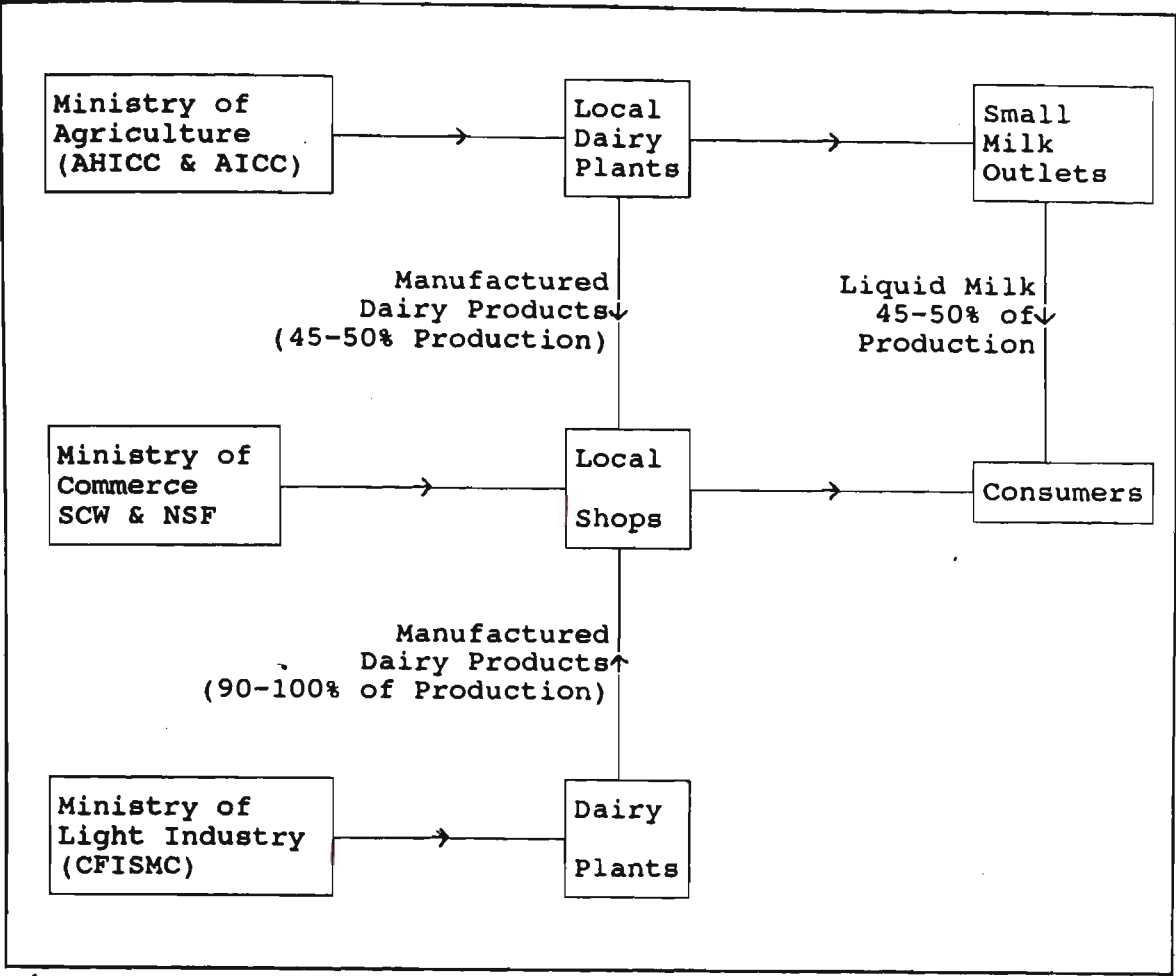 Ministry of
Agriculture
(AHICC & AICC)
Local
Dairy
Plants
Small
Milk
Outlets
Manufactured
Dairy Products
(45-50% Production)
Liquid Milk
45-50% of
Production
Ministry of
Commerce
SCW & NSF
Local
Shops
Consumers
Manufactured
Dairy Products
(90-100% of Production)
Ministry of
Light Industry
(CFISMC)
Dairy
Plants